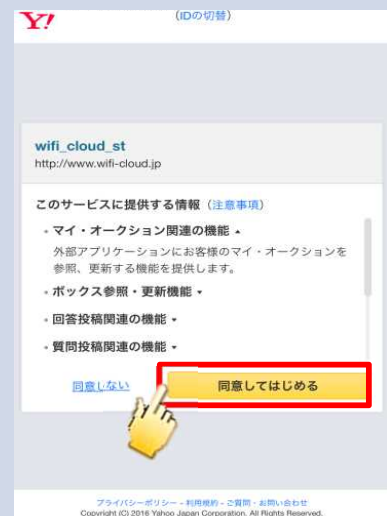 Y!
(IDの切替)
wifi_cloud_st
http://www.wifi-cloud.jp
このサービスに提供する情報 (注意事項)
・マイ・オークション関連の機能 ▲
外部アプリケーションにお客様のマイ・オークションを
参照、更新する機能を提供します。
・ボックス参照・更新機能 ▼
・回答投稿関連の機能 ▼
・質問投稿関連の機能 ▼
同意しない 同意してはじめる
プライバシーポリシー - 利用規約 - ご質問・お問い合わせ
Copyright (C) 2016 Yahoo Japan Corporation. All Rights Reserved.